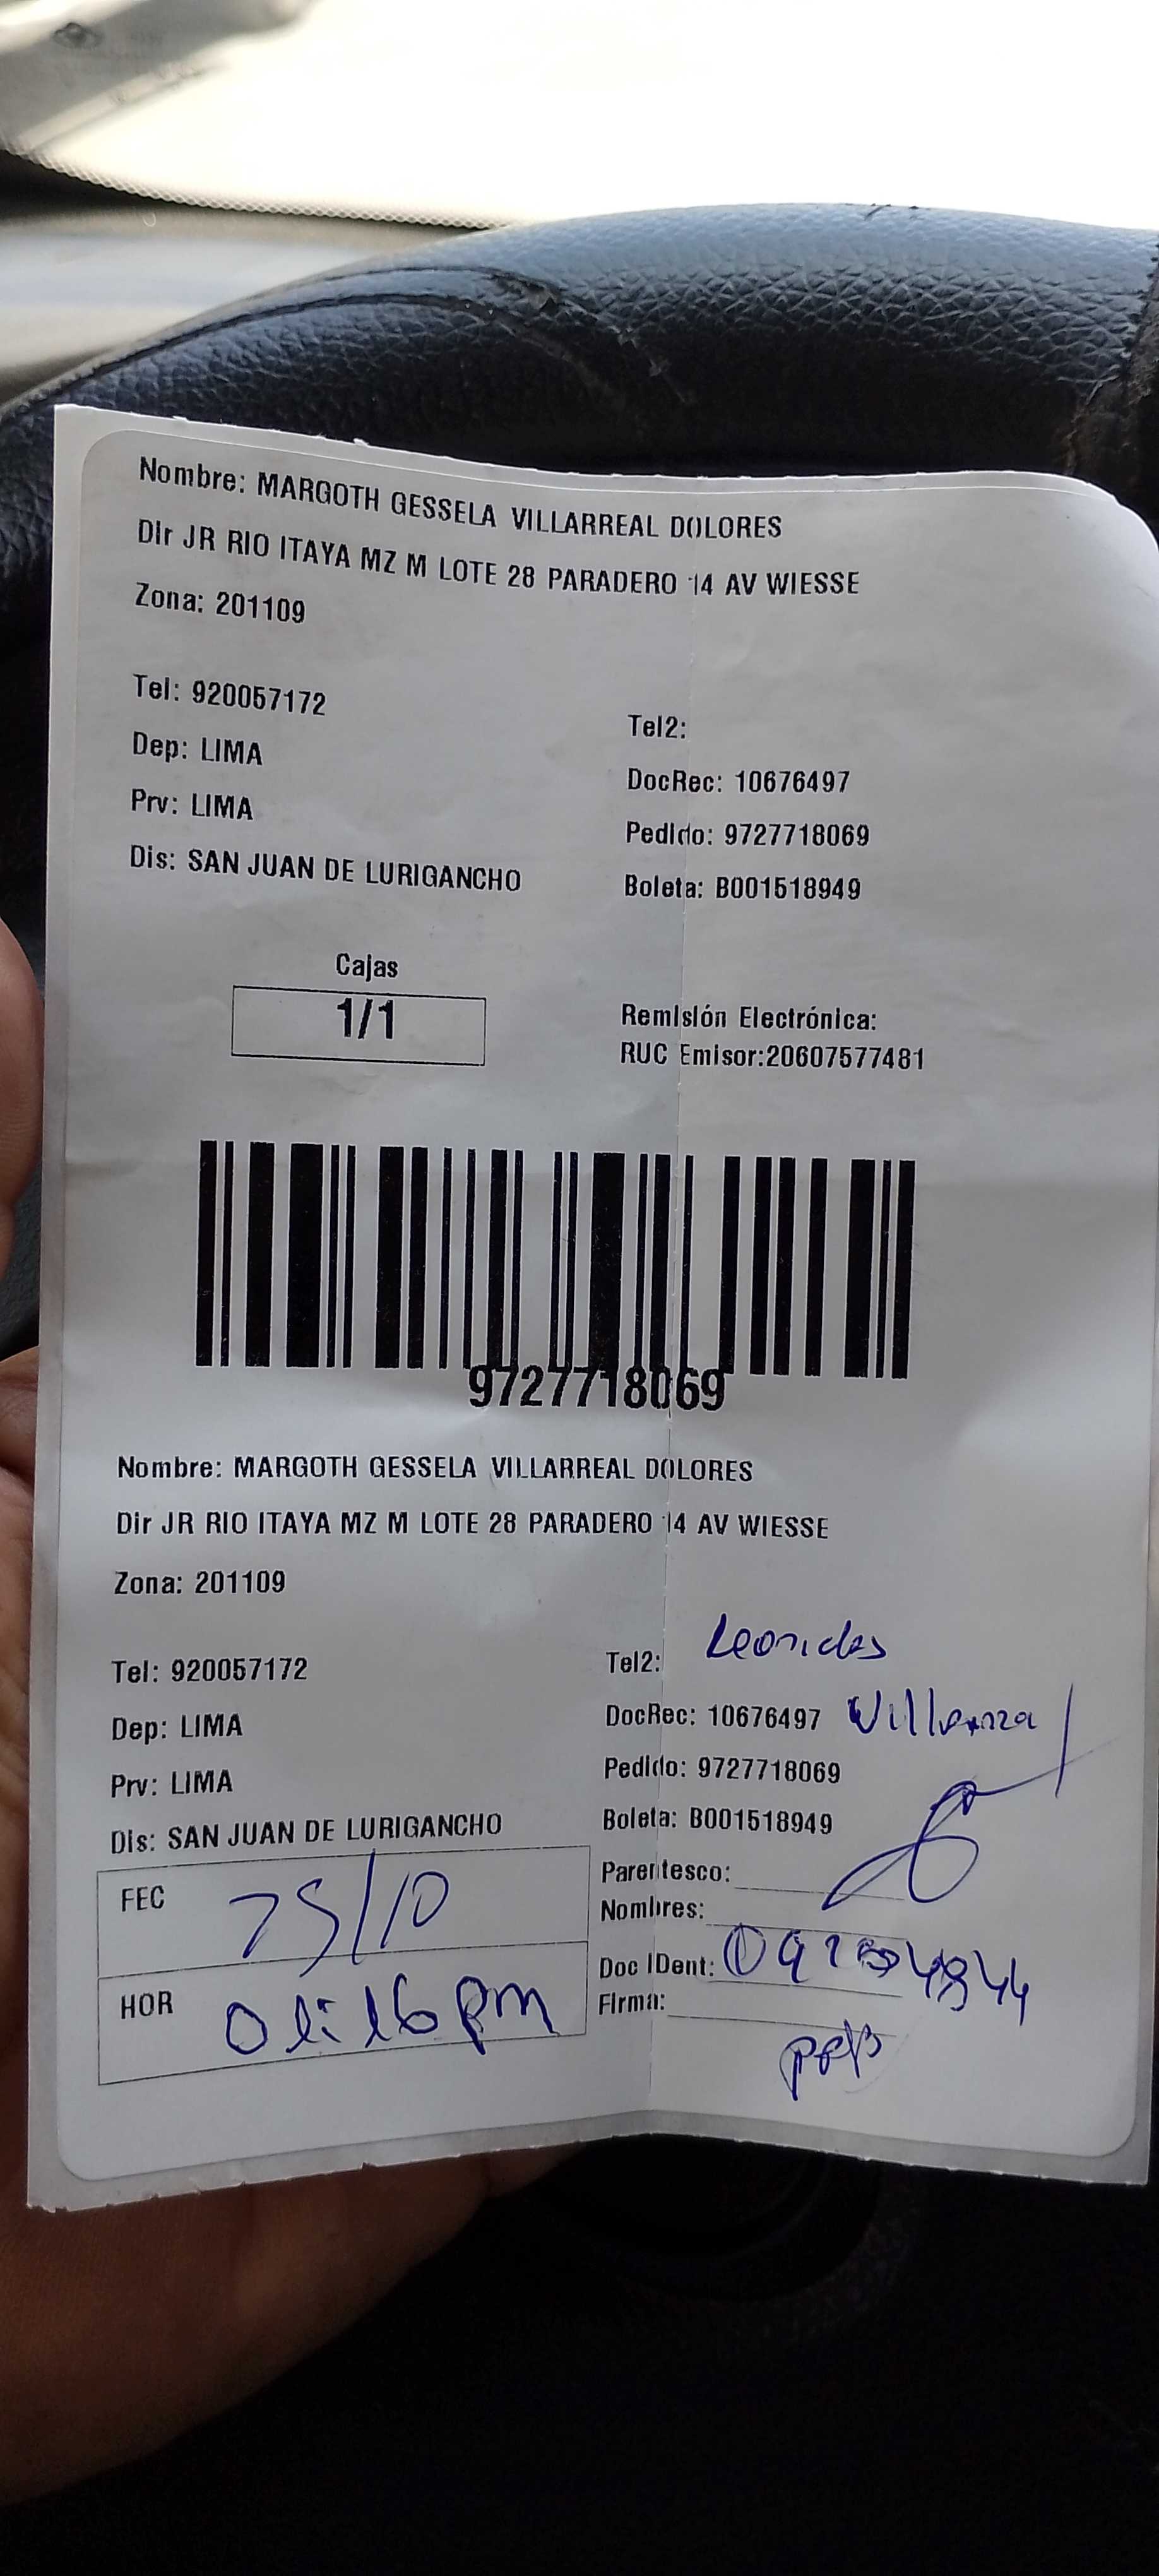 Nombre: MARGOTH GESSELA VILLARREAL DOLORES
Dir JR RIO ITAYA MZ M LOTE 28 PARADERO 14 AV WIESSE
Zona: 201109
Tel: 920057172
Tel2:
Dep: LIMA
DocRec: 10676497
Prv: LIMA
Pedido: 9727718069
Dis: SAN JUAN DE LURIGANCHO
Boleta: B001518949
Cajas
1/1
Remisión Electrónica:
RUC Emisor:20607577481
9727718069
Nombre: MARGOTH GESSELA VILLARREAL DOLORES
Dir JR RIO ITAYA MZ M LOTE 28 PARADERO 14 AV WIESSE
Zona: 201109
Tel: 920057172
Tel2: Leonidas
Dep: LIMA
DocRec: 10676497
Prv: LIMA
Pedido: 9727718069
Dis: SAN JUAN DE LURIGANCHO
Boleta: B001518949
Parentesco:
FEC
Nombres:
Doc IDent:
HOR 01:16 pm
Firma: